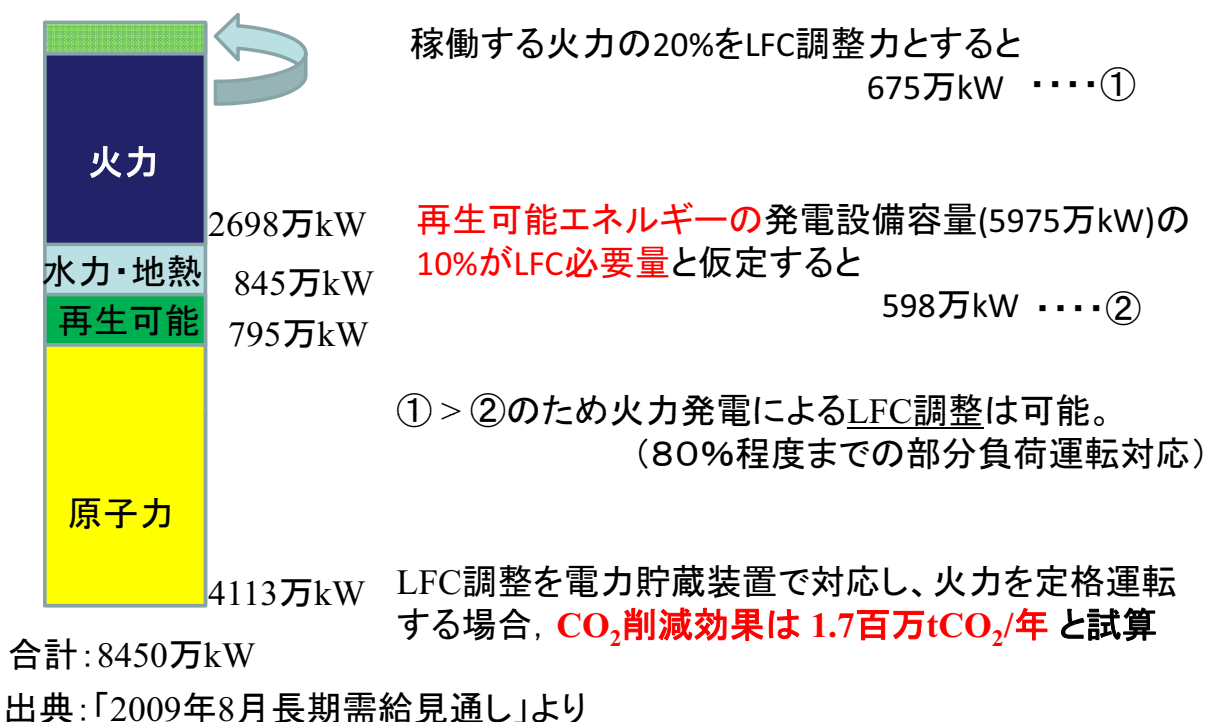 稼働する火力の20%をLFC調整力とすると
675万kW ････①
火力
2698万kW
再生可能エネルギーの発電設備容量(5975万kW)の
10%がLFC必要量と仮定すると
水力・地熱
845万kW
598万kW ････②
再生可能
795万kW
①＞②のため火力発電によるLFC調整は可能。
（８０％程度までの部分負荷運転対応）
原子力
4113万kW
LFC調整を電力貯蔵装置で対応し、火力を定格運転
する場合，CO₂削減効果は 1.7百万tCO₂/年 と試算
合計：8450万kW
出典：「2009年8月長期需給見通し」より